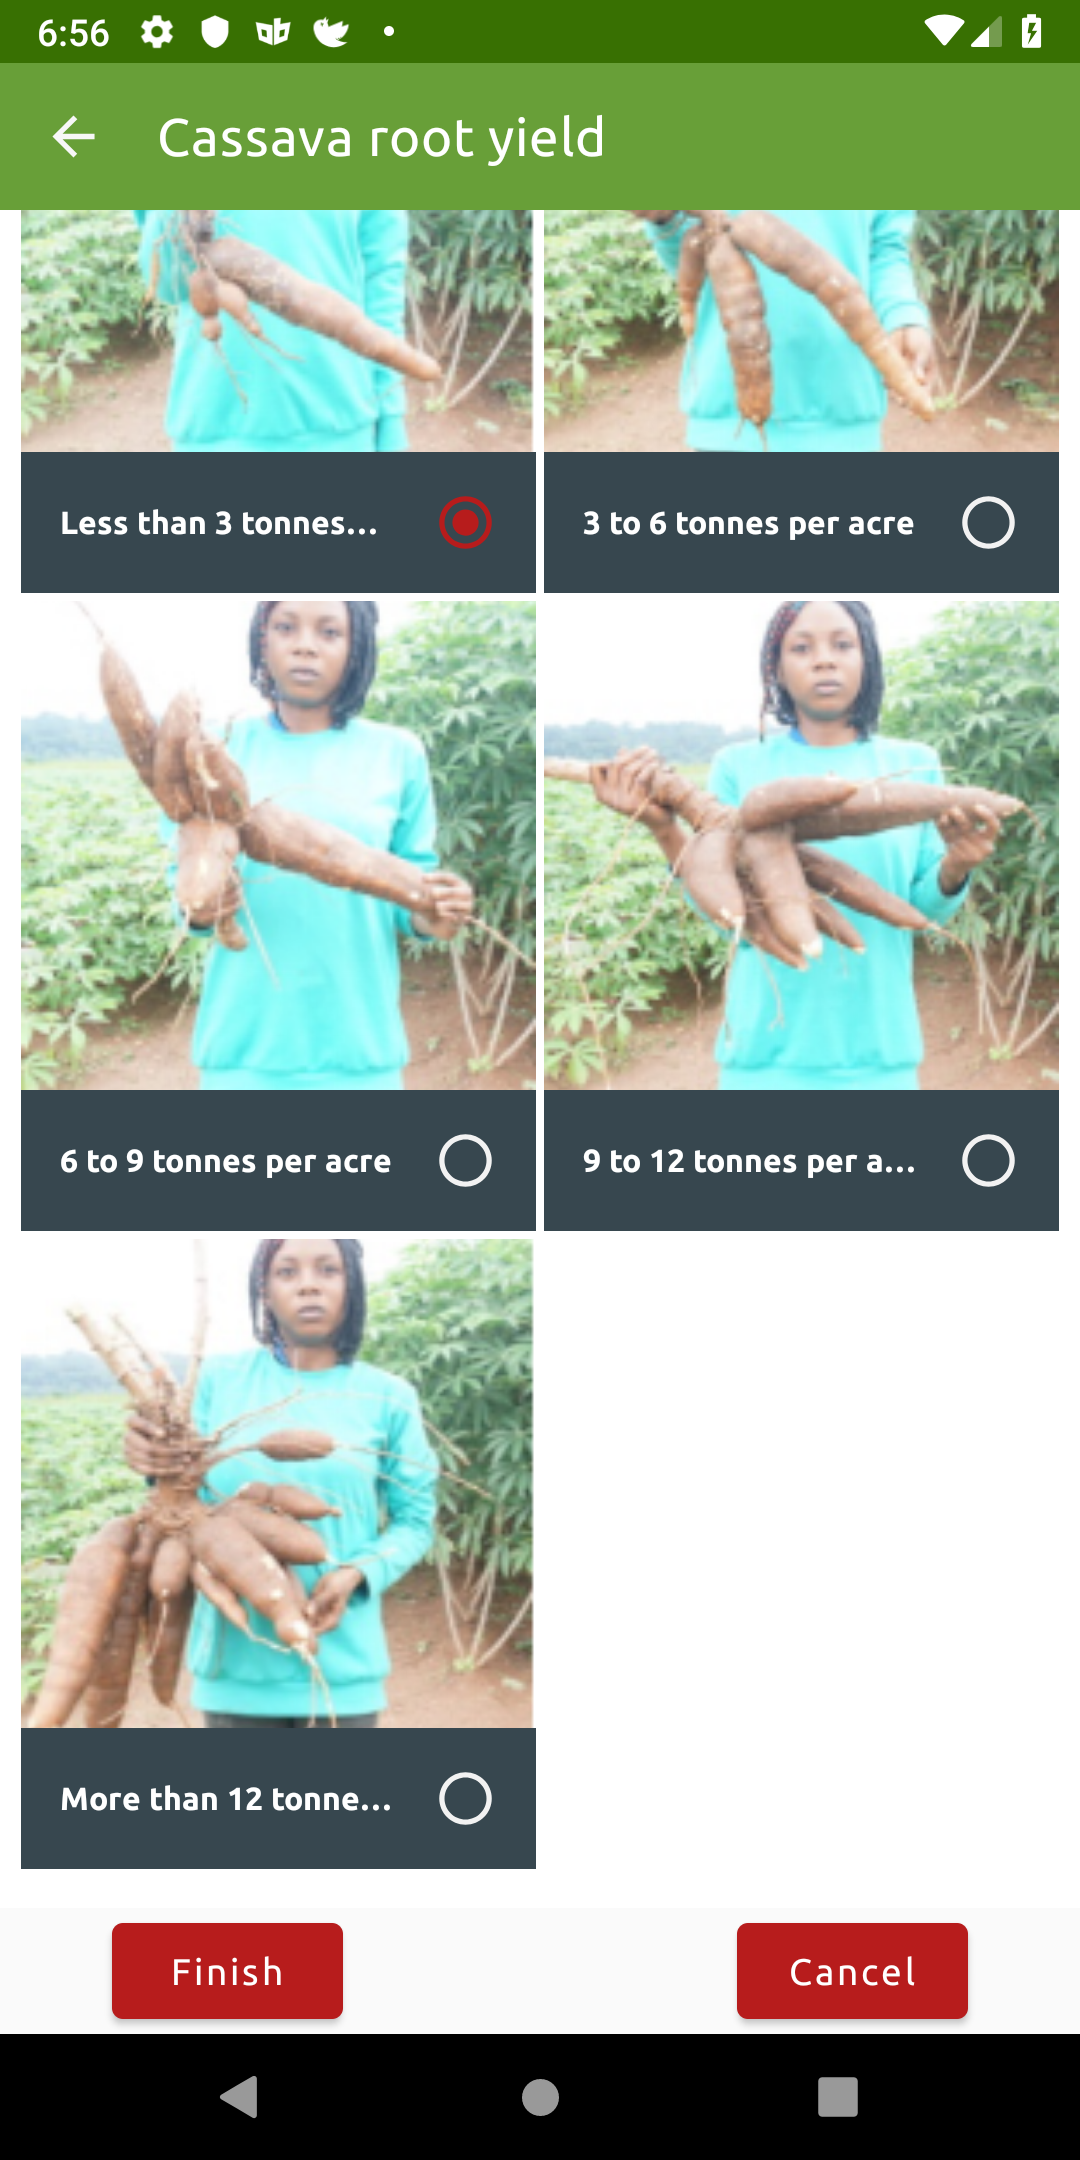 6:56
Cassava root yield
Less than 3 tonnes...
3 to 6 tonnes per acre
6 to 9 tonnes per acre
9 to 12 tonnes per a...
More than 12 tonne...
Finish
Cancel